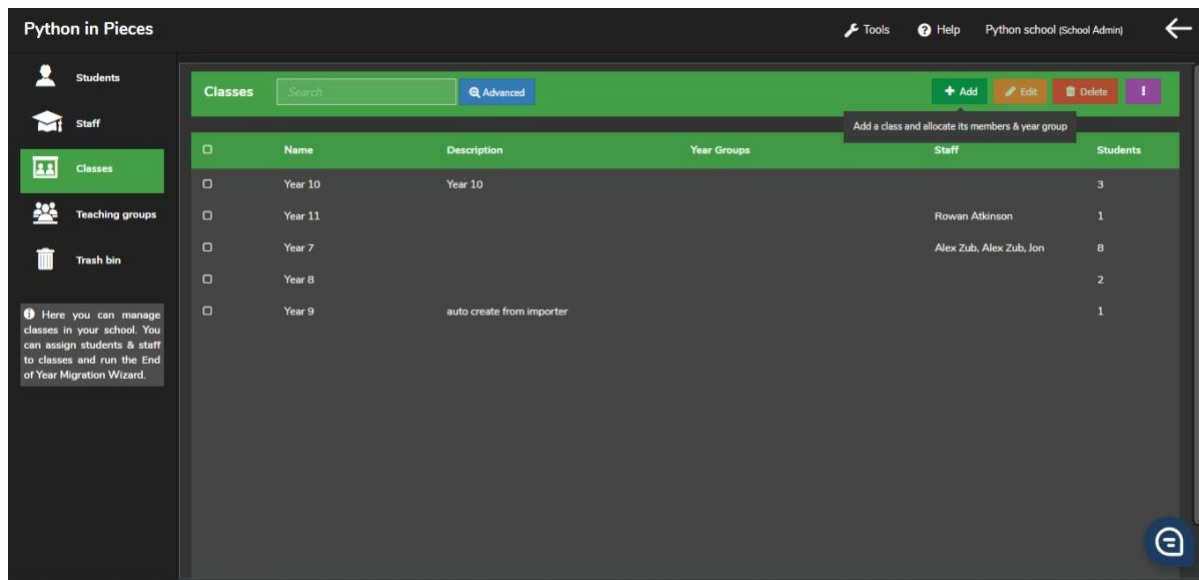 Python in Pieces
Tools
Help
Python school (School Admin)
Students
Staff
Classes
Teaching groups
Trash bin
Here you can manage
classes in your school. You
can assign students & staff
to classes and run the End
of Year Migration Wizard.
Classes
Search
Advanced
+ Add
Edit
Delete
Add a class and allocate its members & year group
Name Description Year Groups Staff Students
Year 10 Year 10 3
Year 11 Rowan Atkinson 1
Year 7 Alex Zub, Alex Zub, Jon 8
Year 8 2
Year 9 auto create from importer 1